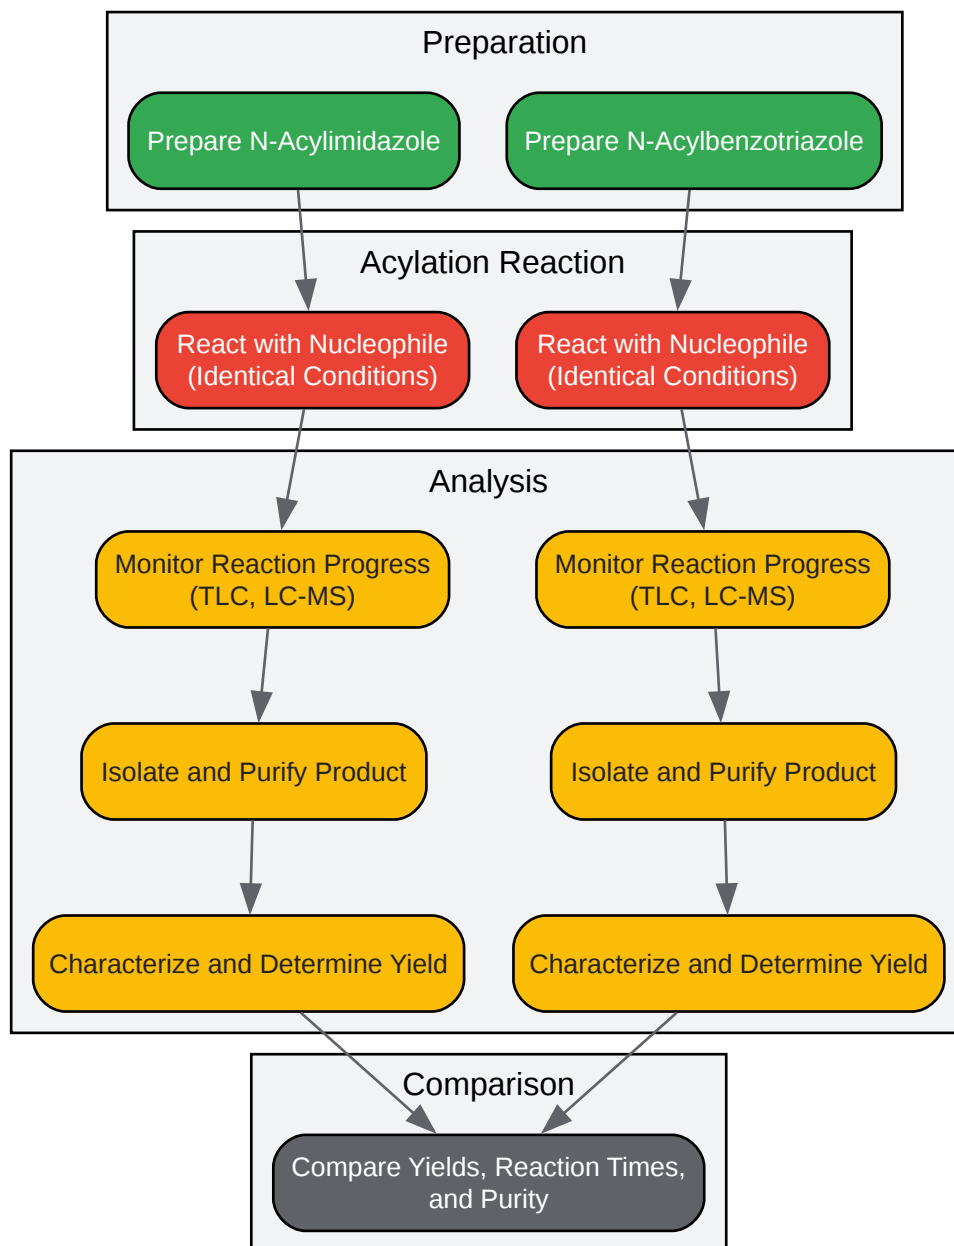 Preparation
Prepare N-Acylimidazole
Prepare N-Acylbenzotriazole
Acylation Reaction
React with Nucleophile
(Identical Conditions)
React with Nucleophile
(Identical Conditions)
Analysis
Monitor Reaction Progress
(TLC, LC-MS)
Monitor Reaction Progress
(TLC, LC-MS)
Isolate and Purify Product
Isolate and Purify Product
Characterize and Determine Yield
Characterize and Determine Yield
Comparison
Compare Yields, Reaction Times,
and Purity